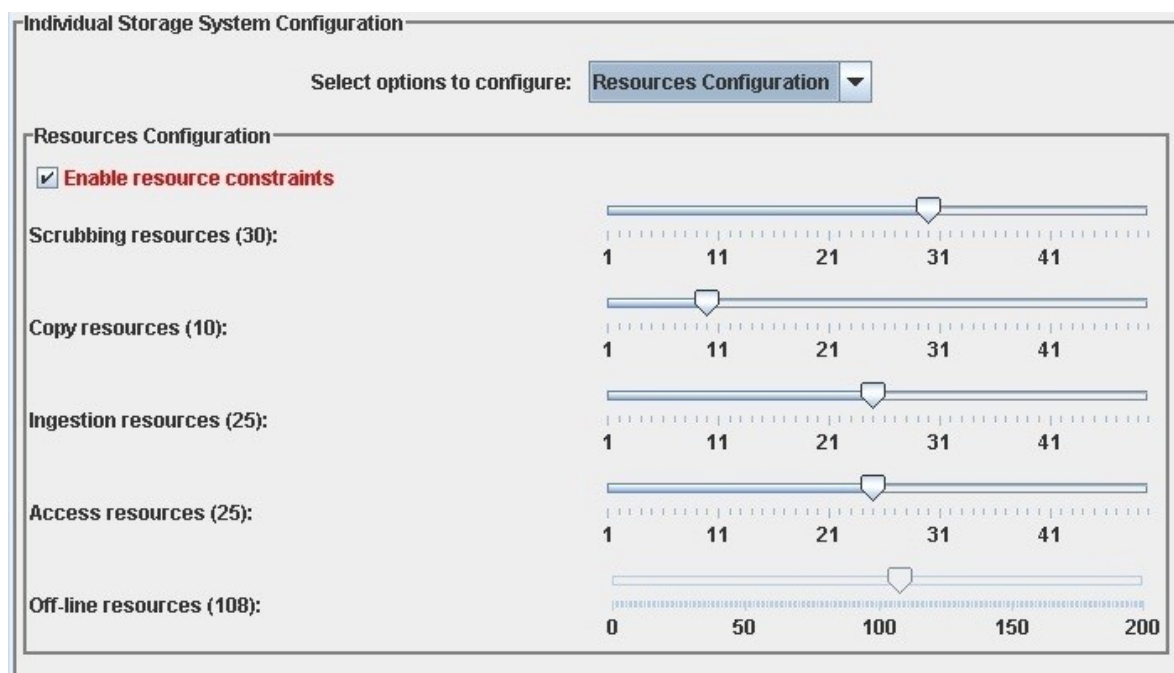 Individual Storage System Configuration
Select options to configure: Resources Configuration
Resources Configuration
Enable resource constraints
Scrubbing resources (30):
1 11 21 31 41
Copy resources (10):
1 11 21 31 41
Ingestion resources (25):
1 11 21 31 41
Access resources (25):
1 11 21 31 41
Off-line resources (108):
0 50 100 150 200